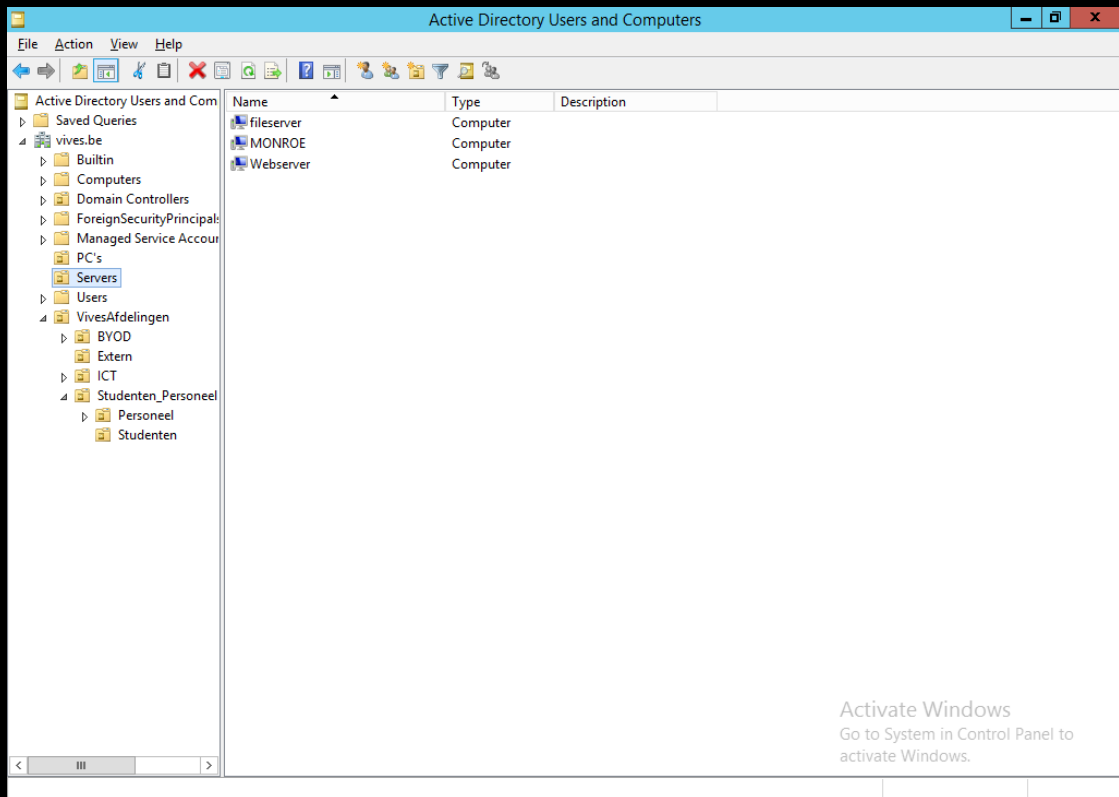 Active Directory Users and Computers
File Action View Help
Active Directory Users and Com
Saved Queries
vives.be
Builtin
Computers
Domain Controllers
ForeignSecurityPrincipals
Managed Service Accour
PC's
Servers
Users
VivesAfdelingen
BYOD
Extern
ICT
Studenten_Personeel
Personeel
Studenten
Name Type Description
fileserver Computer
MONROE Computer
Webserver Computer
Activate Windows
Go to System in Control Panel to
activate Windows.